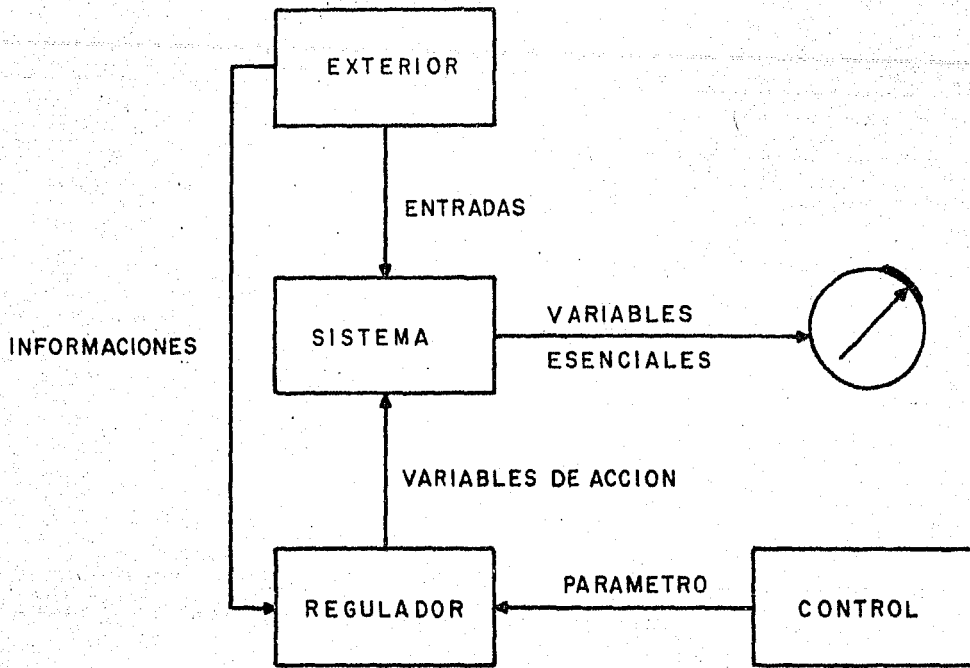 EXTERIOR
ENTRADAS
INFORMACIONES
SISTEMA
VARIABLES
ESENCIALES
VARIABLES DE ACCION
REGULADOR
PARAMETRO
CONTROL